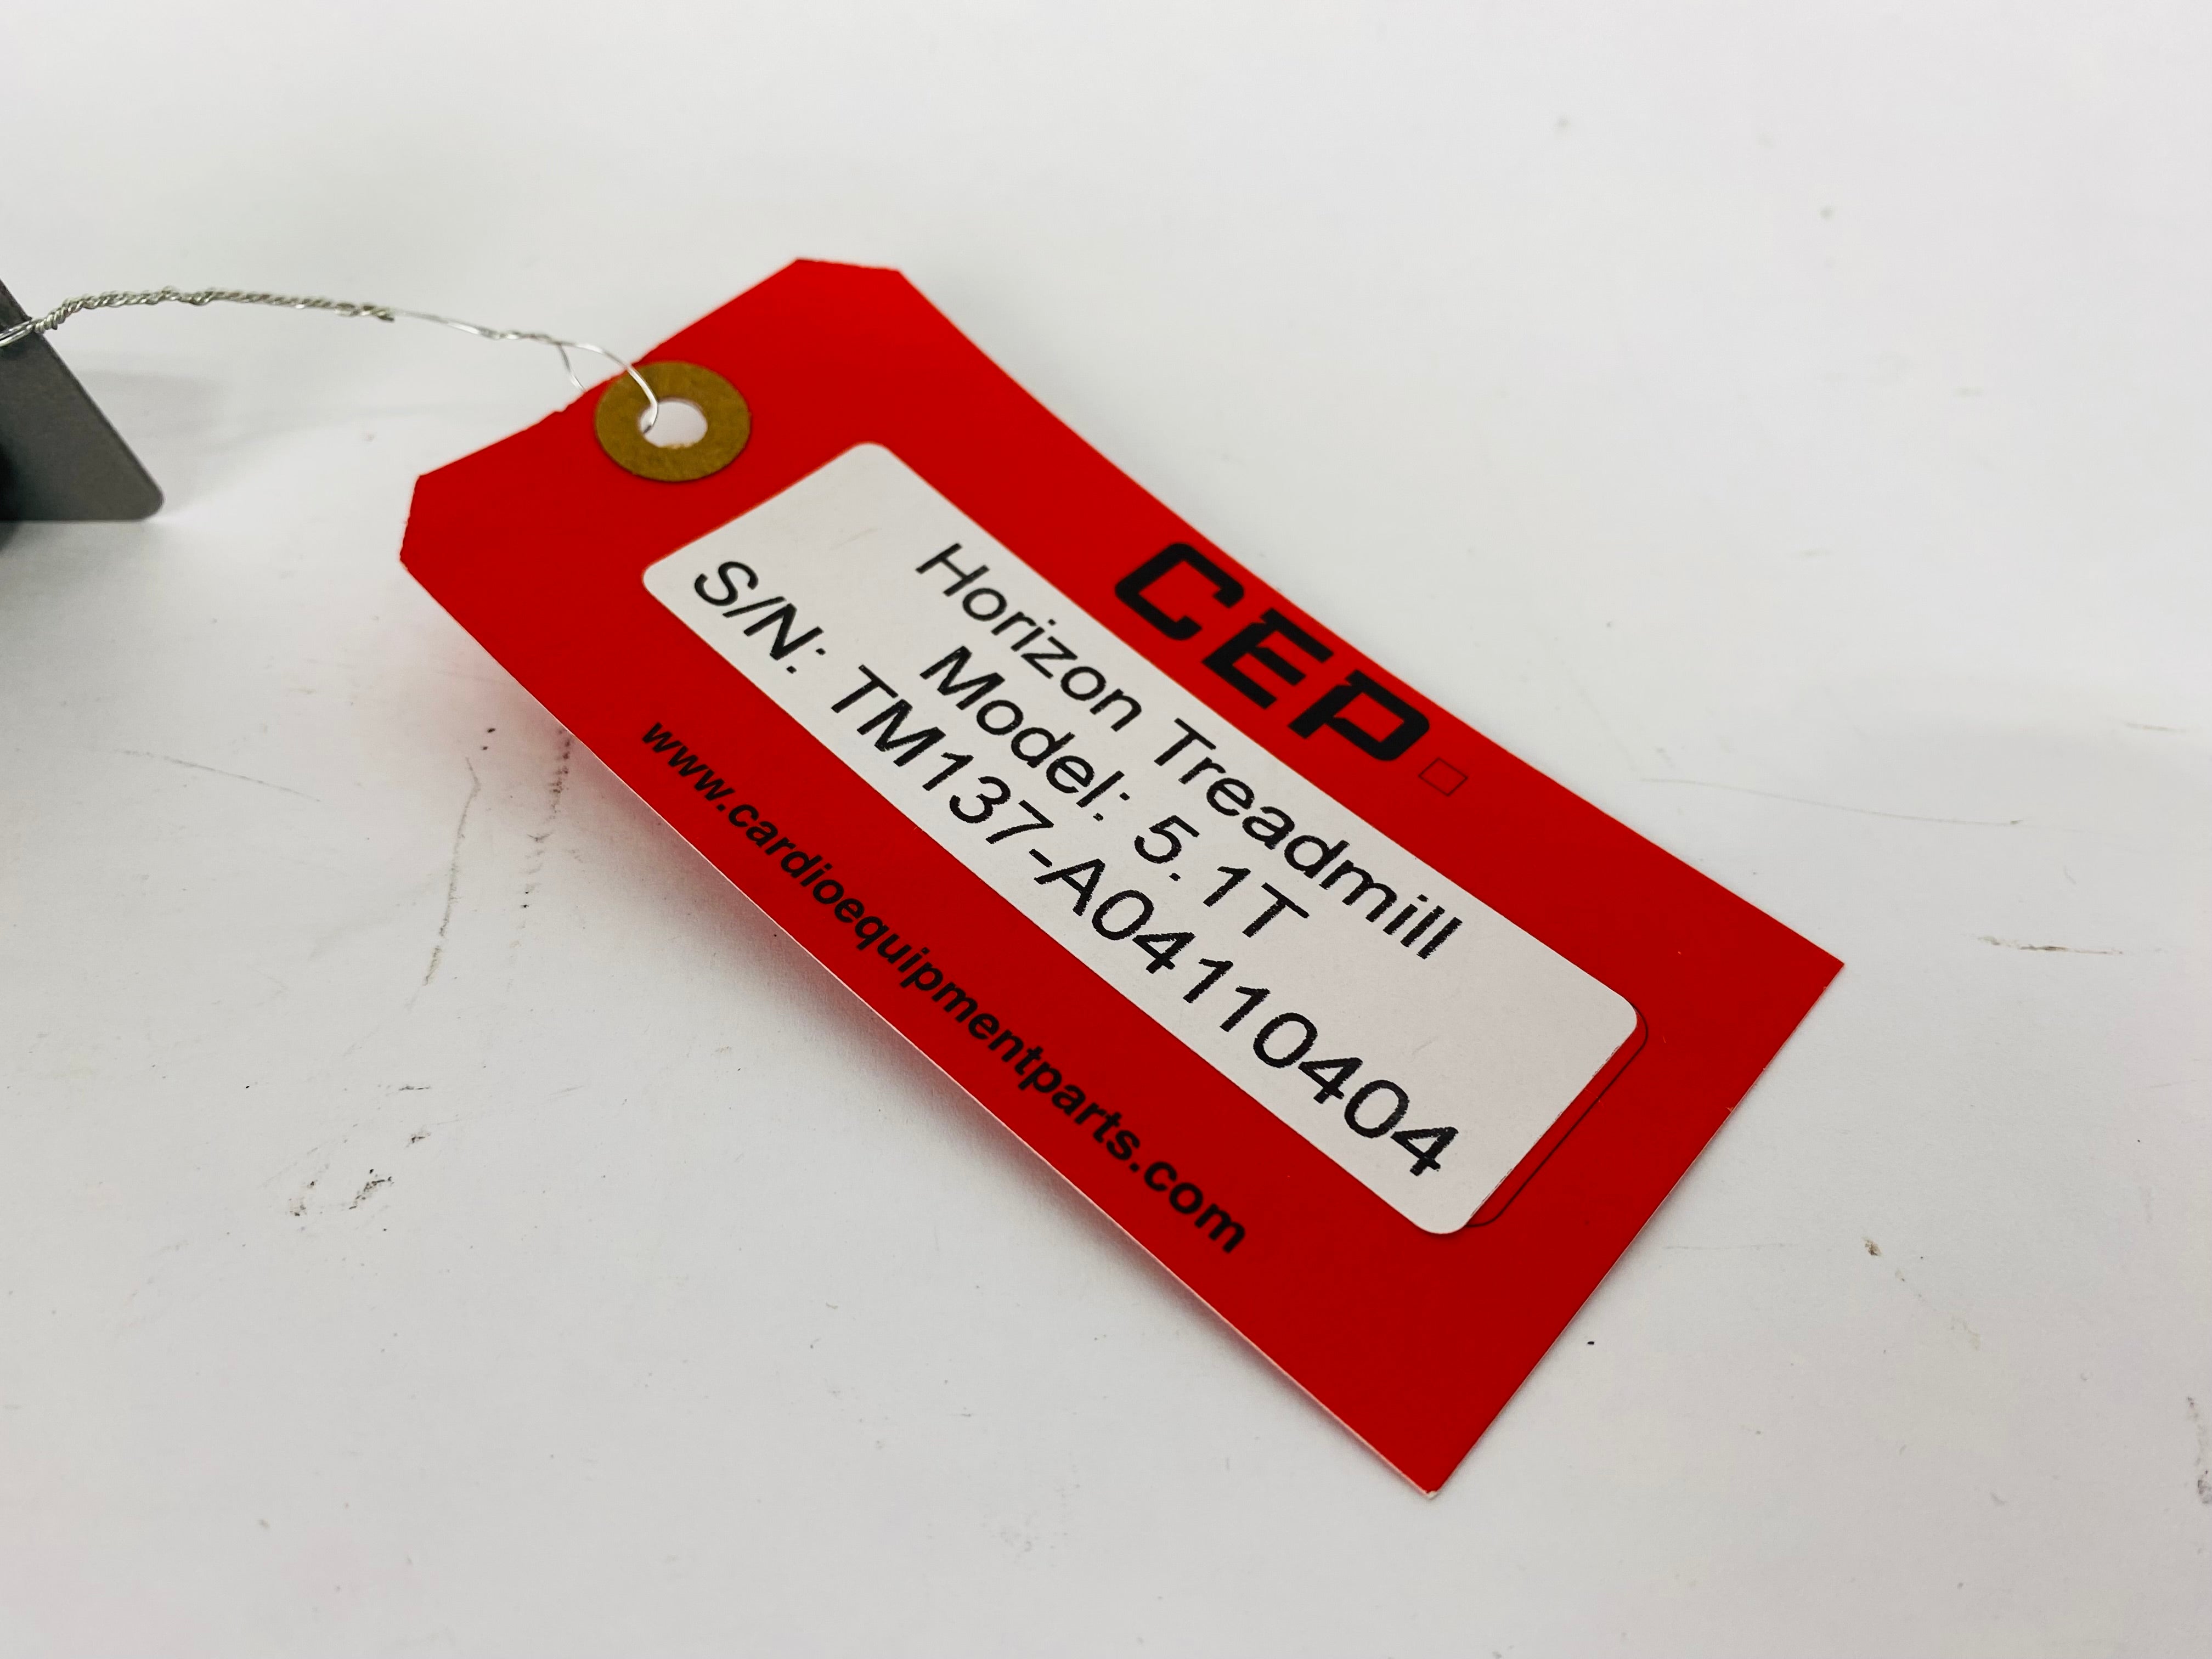 CEP
Horizon Treadmill
Model: 5.1T
S/N: TM137-A04110404
www.cardioequipmentparts.com